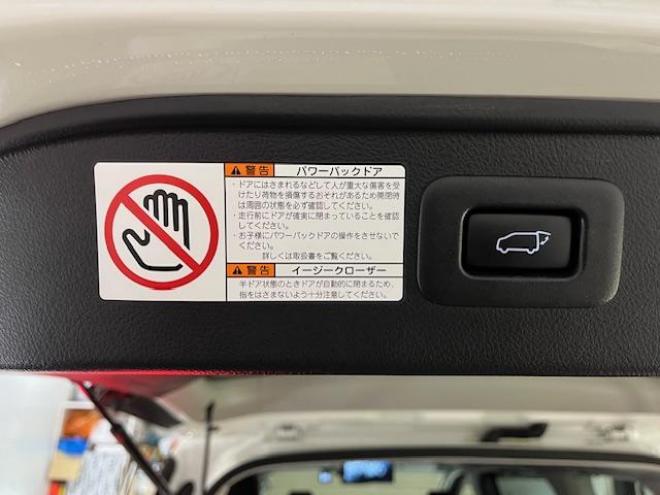 警告 パワーバックドア
・ドアにはさまれるなどして人が重大な傷害を受
けたり荷物を損傷するおそれがあるため開閉時
は周囲の状態を必ず確認してください。
・走行前にドアが確実に閉まっていることを確認
してください。
・お子様にパワーバックドアの操作をさせないで
ください。
詳しくは取扱書をご覧ください。
警告 イージークローザー
半ドア状態のときドアが自動的に閉まるため、
指をはさまないよう十分注意してください。